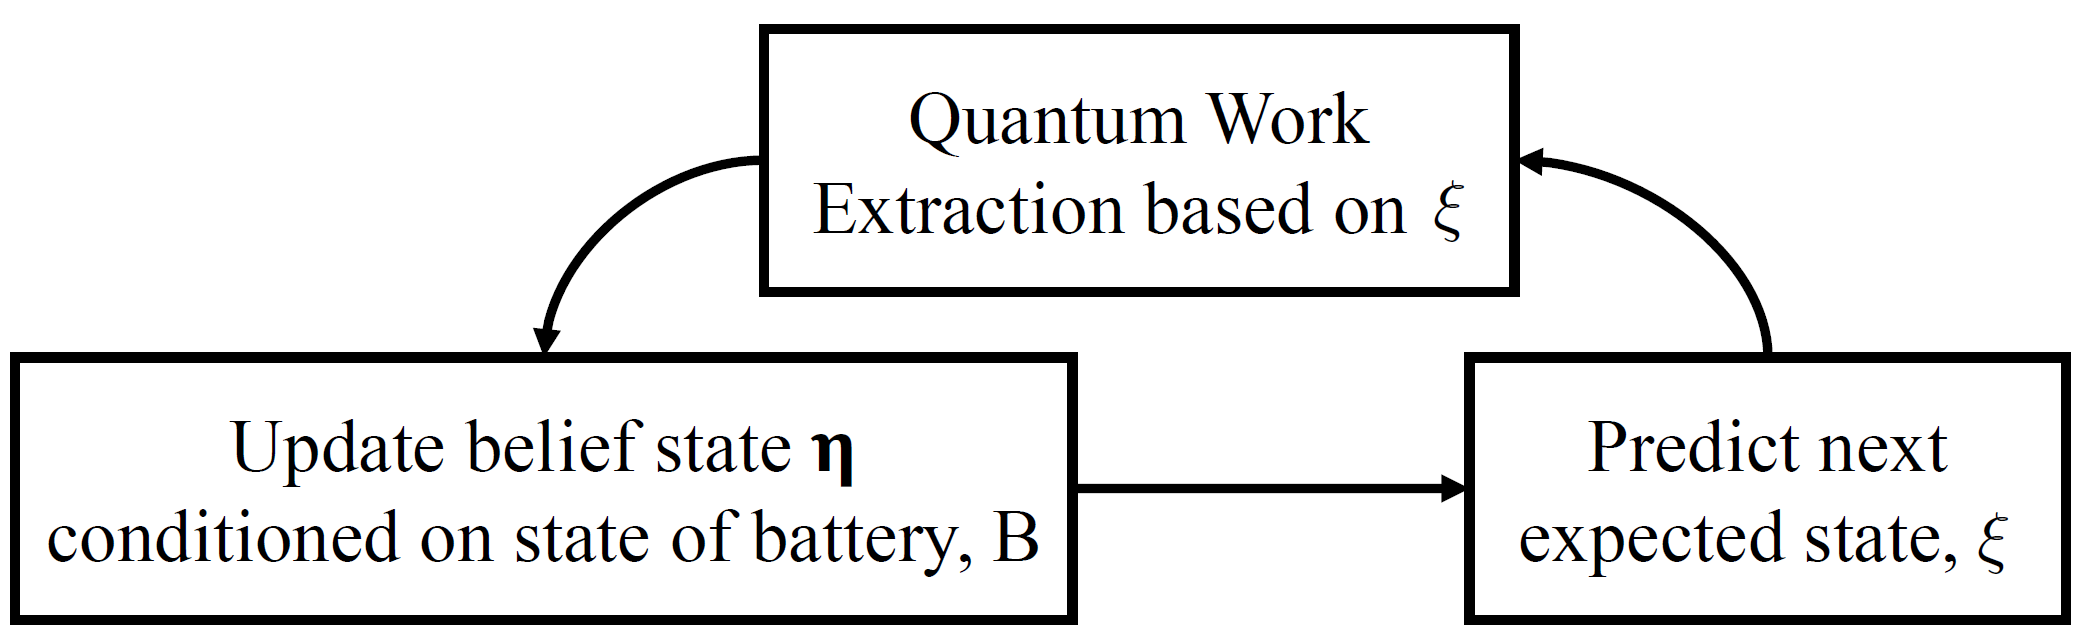 Quantum Work
Extraction based on ξ
Update belief state η
conditioned on state of battery, B
Predict next
expected state, ξ